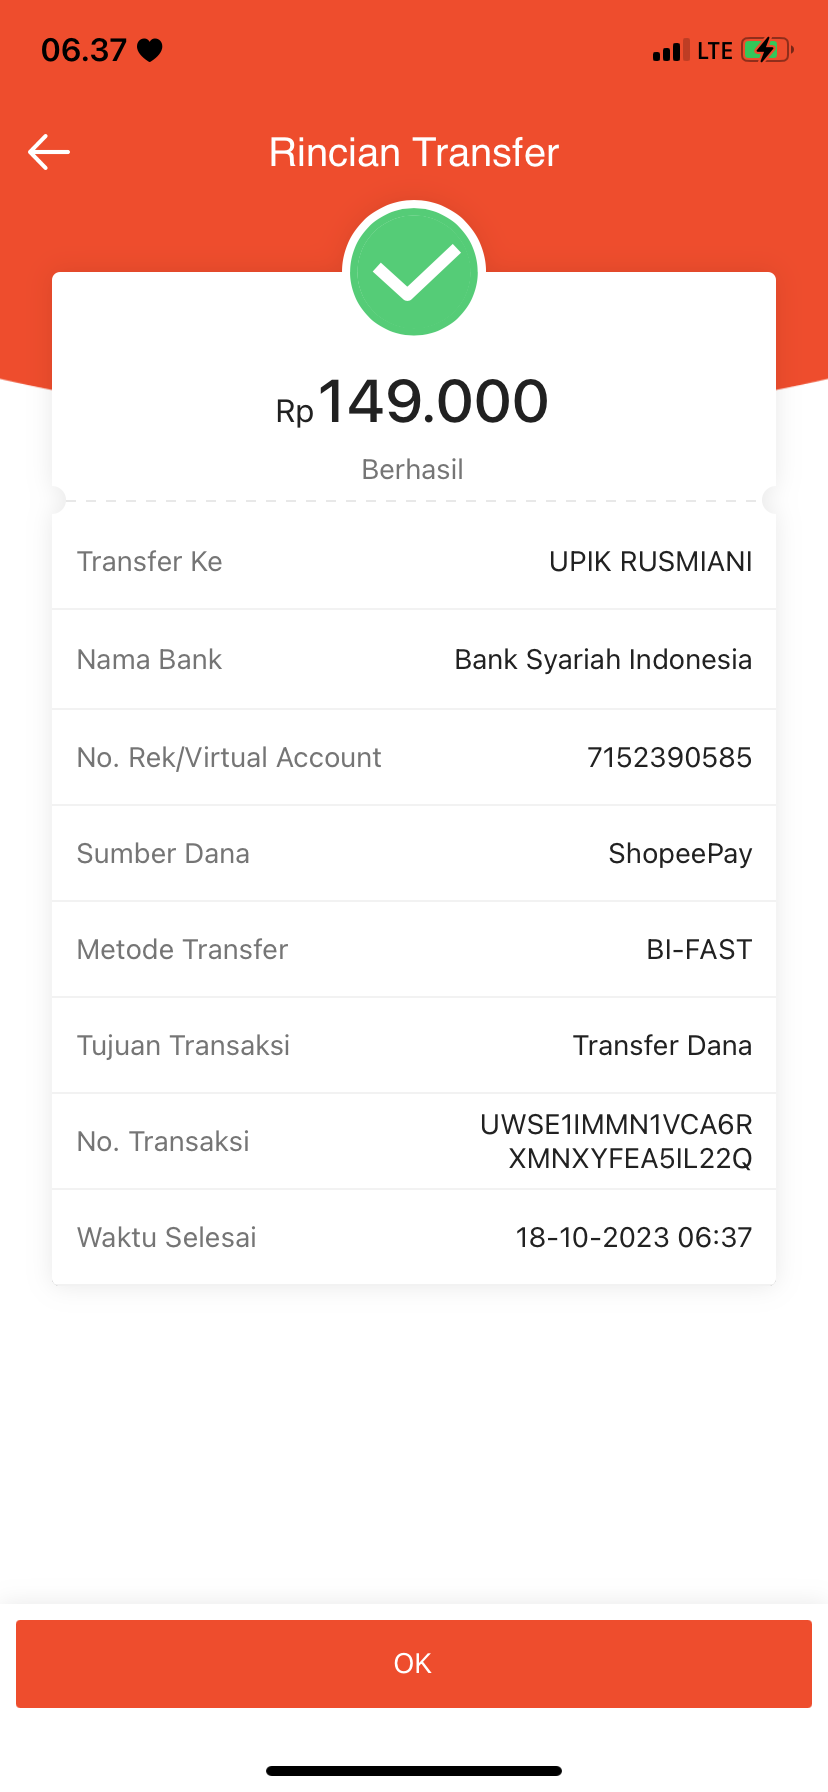 06.37
LTE
Rincian Transfer
Rp149.000
Berhasil
Transfer Ke UPIK RUSMIANI
Nama Bank Bank Syariah Indonesia
No. Rek/Virtual Account 7152390585
Sumber Dana ShopeePay
Metode Transfer BI-FAST
Tujuan Transaksi Transfer Dana
No. Transaksi UWSE1IMMN1VCA6R
XMNXYFEA5IL22Q
Waktu Selesai 18-10-2023 06:37
OK